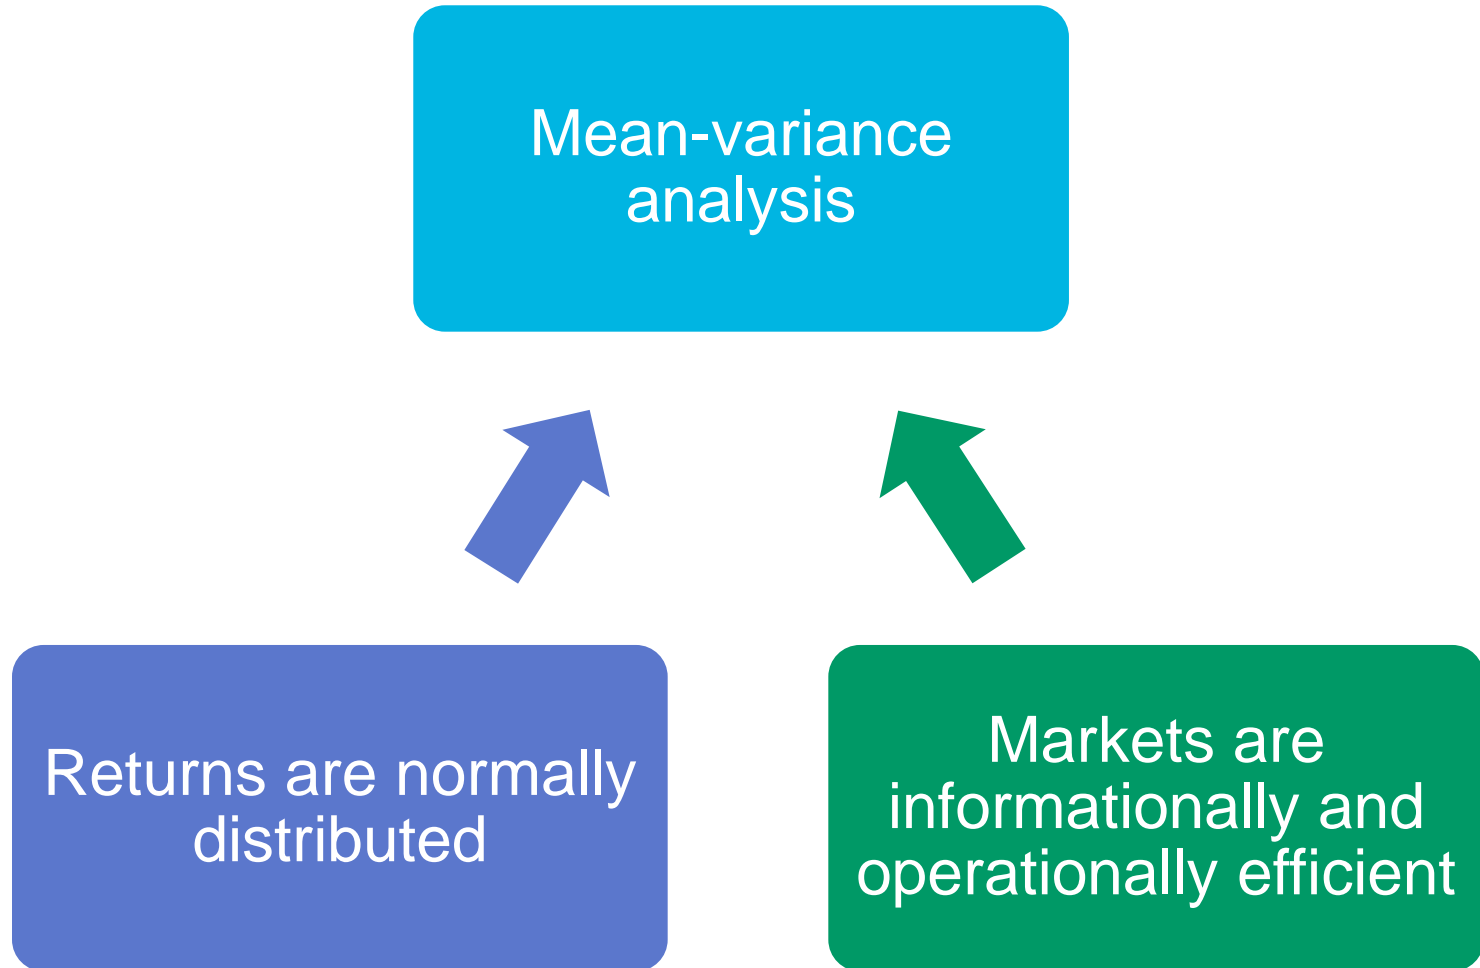 Mean-variance
analysis
Returns are normally
distributed
Markets are
informationally and
operationally efficient